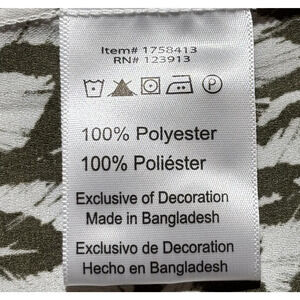 Item# 1758413
RN# 123913
P
100% Polyester
100% Poliéster
Exclusive of Decoration
Made in Bangladesh
Exclusivo de Decoración
Hecho en Bangladesh